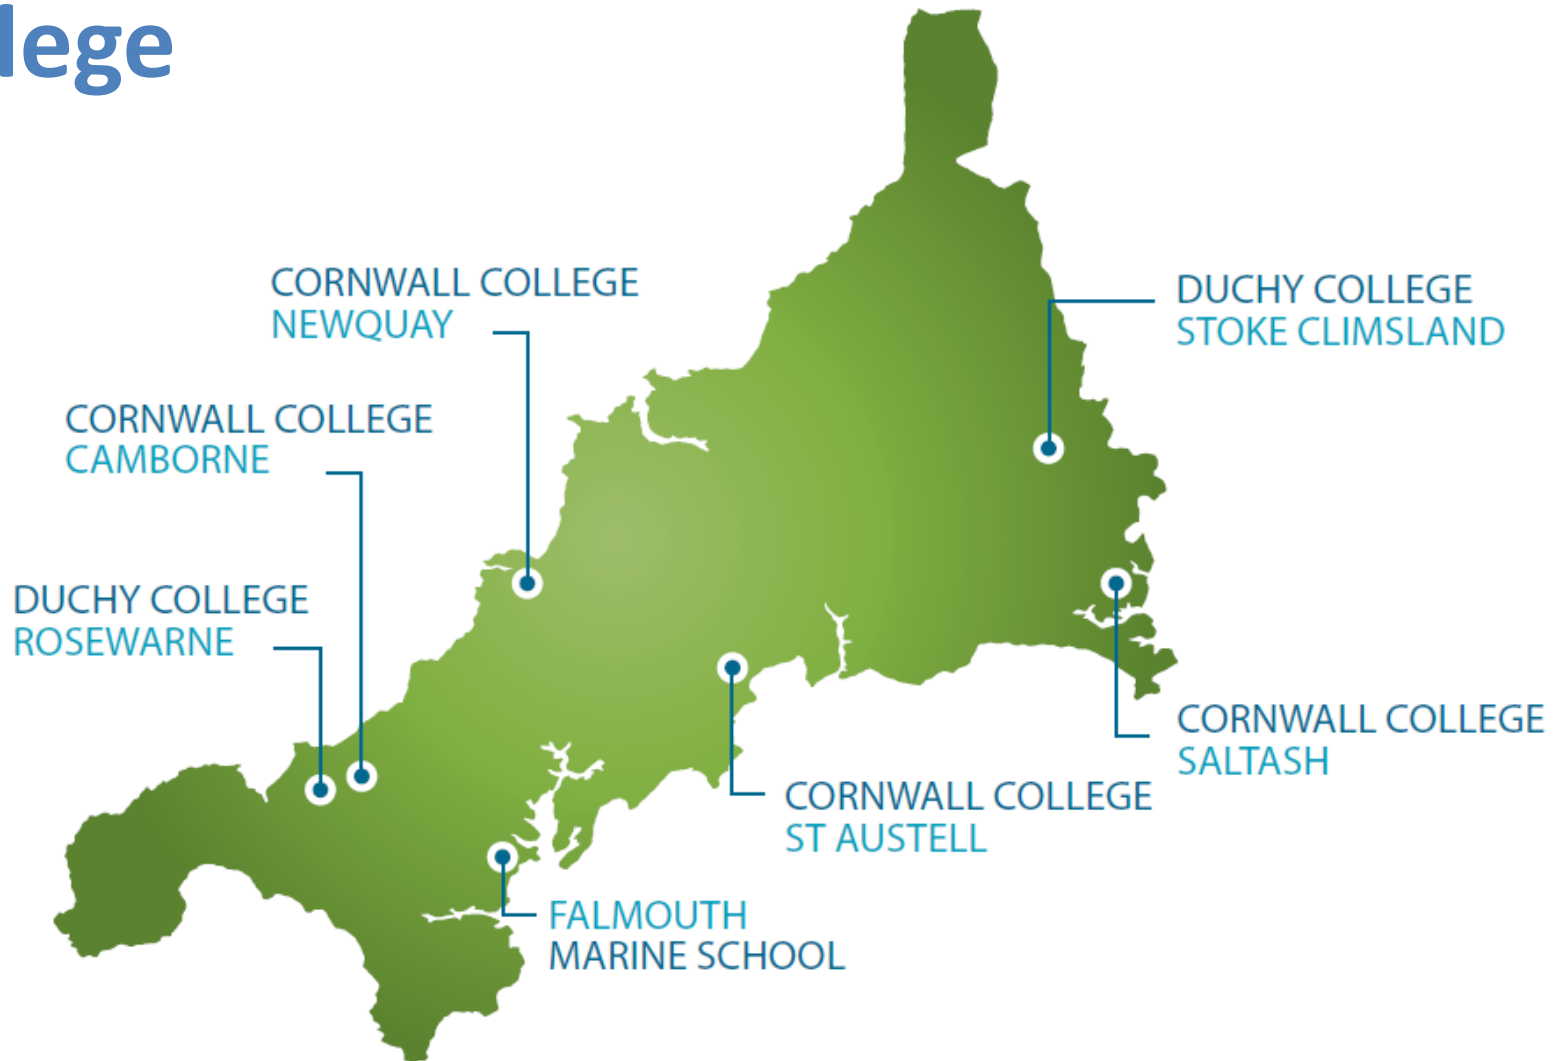 lege
CORNWALL COLLEGE
NEWQUAY
DUCHY COLLEGE
STOKE CLIMSLAND
CORNWALL COLLEGE
CAMBORNE
DUCHY COLLEGE
ROSEWARNE
CORNWALL COLLEGE
SALTASH
CORNWALL COLLEGE
ST AUSTELL
FALMOUTH
MARINE SCHOOL